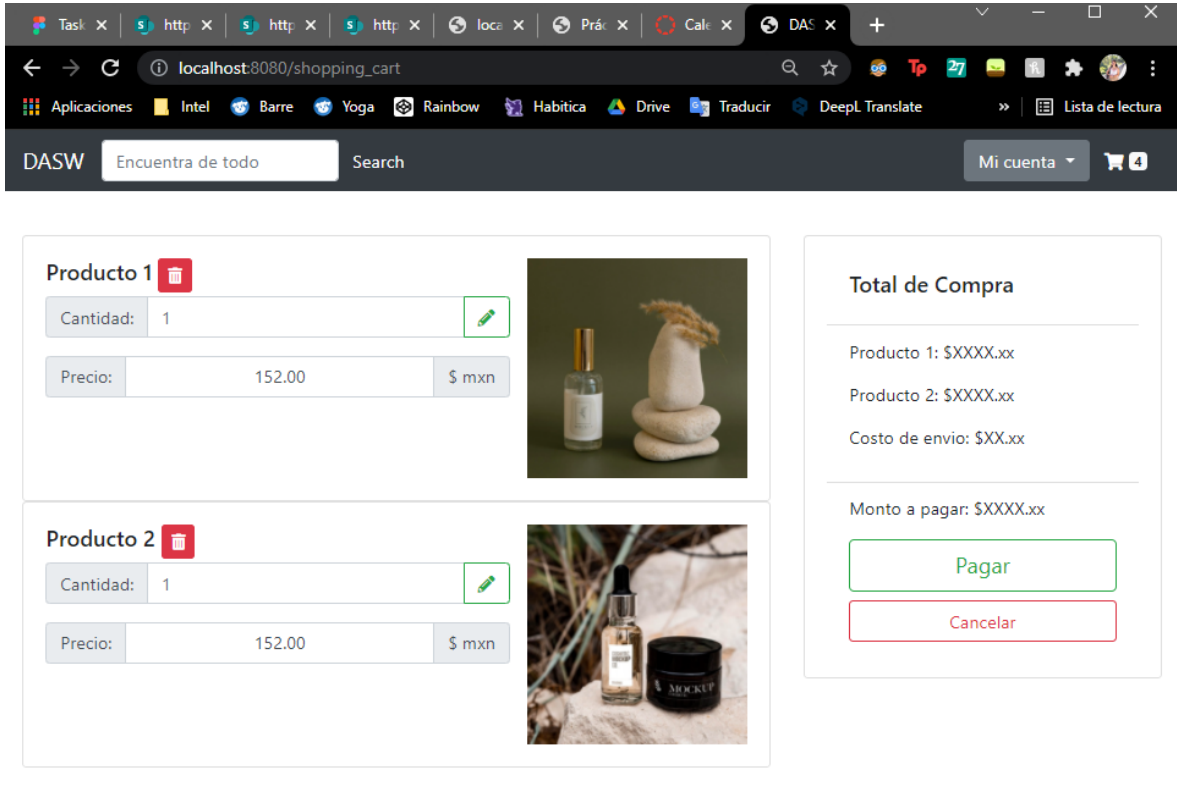 Task
http
http
http
loca
Prác
Cale
DAS
localhost:8080/shopping_cart
Aplicaciones Intel Barre Yoga Rainbow Habitica Drive Traducir DeepL Translate » Lista de lectura
DASW Encuentra de todo Search Mi cuenta 4
Producto 1
Cantidad: 1
Precio: 152.00 $ mxn
Producto 2
Cantidad: 1
Precio: 152.00 $ mxn
MOCKUP
Total de Compra
Producto 1: $XXXX.xx
Producto 2: $XXXX.xx
Costo de envio: $XX.xx
Monto a pagar: $XXXX.xx
Pagar
Cancelar